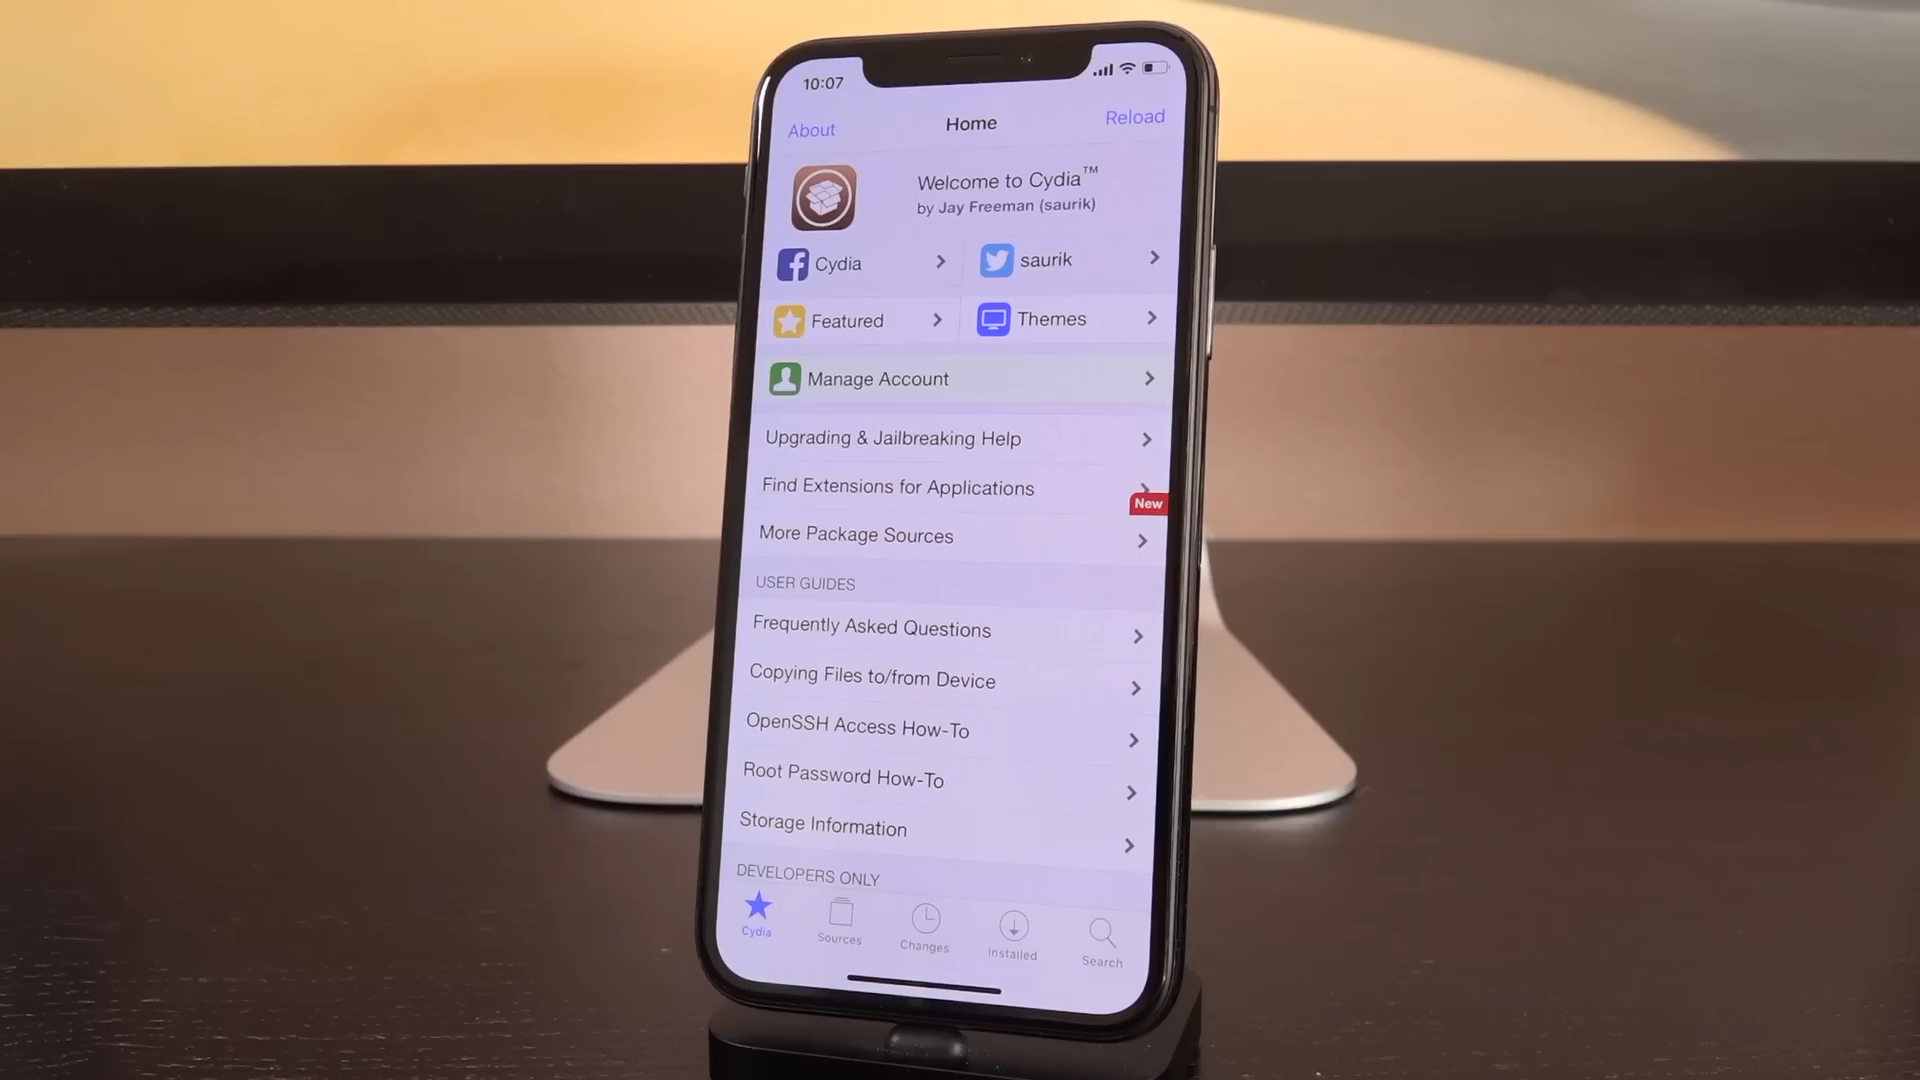 10:07
About
Home
Reload
Welcome to Cydia™
by Jay Freeman (saurik)
Cydia
saurik
Featured
Themes
Manage Account
Upgrading & Jailbreaking Help
Find Extensions for Applications
New
More Package Sources
USER GUIDES
Frequently Asked Questions
Copying Files to/from Device
OpenSSH Access How-To
Root Password How-To
Storage Information
DEVELOPERS ONLY
Cydia
Sources
Changes
Installed
Search